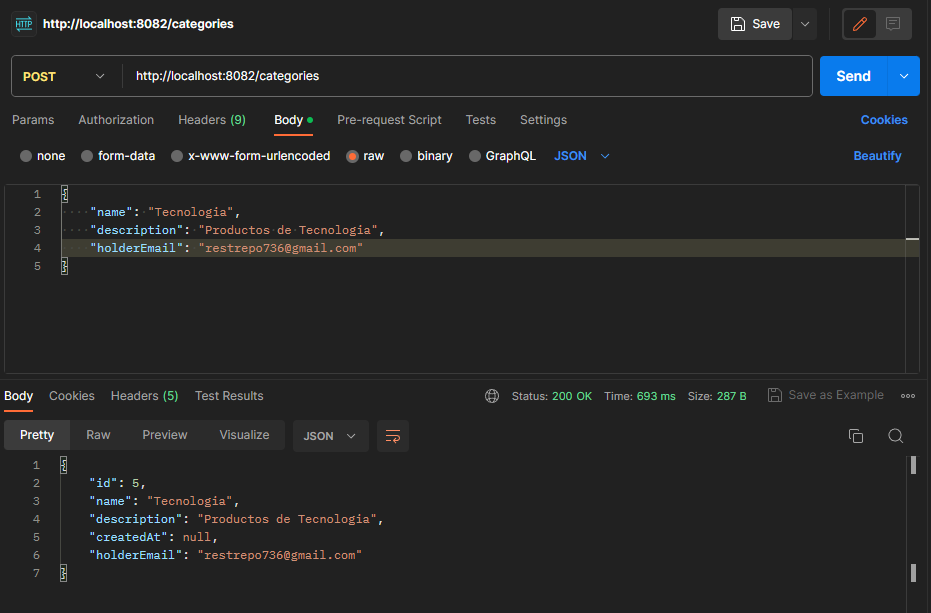 HTTP http://localhost:8082/categories Save
POST http://localhost:8082/categories Send
Params Authorization Headers (9) Body Pre-request Script Tests Settings Cookies
none form-data x-www-form-urlencoded raw binary GraphQL JSON Beautify
1 {
2 "name": "Tecnologia",
3 "description": "Productos de Tecnologia",
4 "holderEmail": "restrepo736@gmail.com"
5 }
Body Cookies Headers (5) Test Results Status: 200 OK Time: 693 ms Size: 287 B Save as Example
Pretty Raw Preview Visualize JSON
1 {
2 "id": 5,
3 "name": "Tecnologia",
4 "description": "Productos de Tecnologia",
5 "createdAt": null,
6 "holderEmail": "restrepo736@gmail.com"
7 }